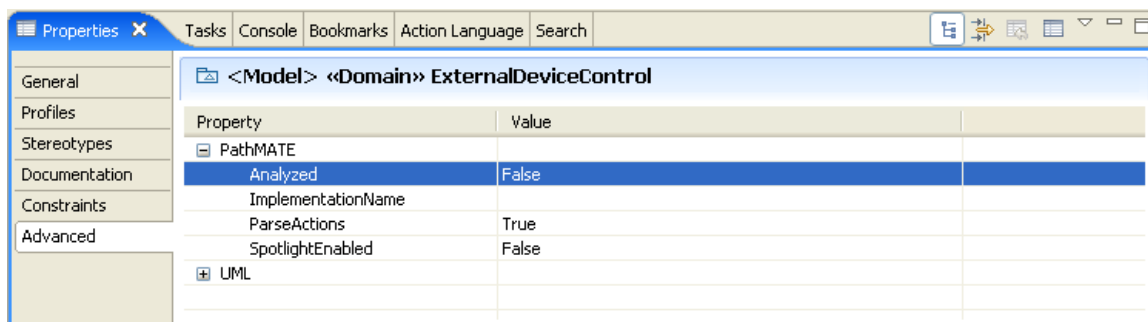 Properties Tasks Console Bookmarks Action Language Search
General
Profiles
Stereotypes
Documentation
Constraints
Advanced
<Model> «Domain» ExternalDeviceControl
Property Value
PathMATE
Analyzed False
ImplementationName
ParseActions True
SpotlightEnabled False
UML